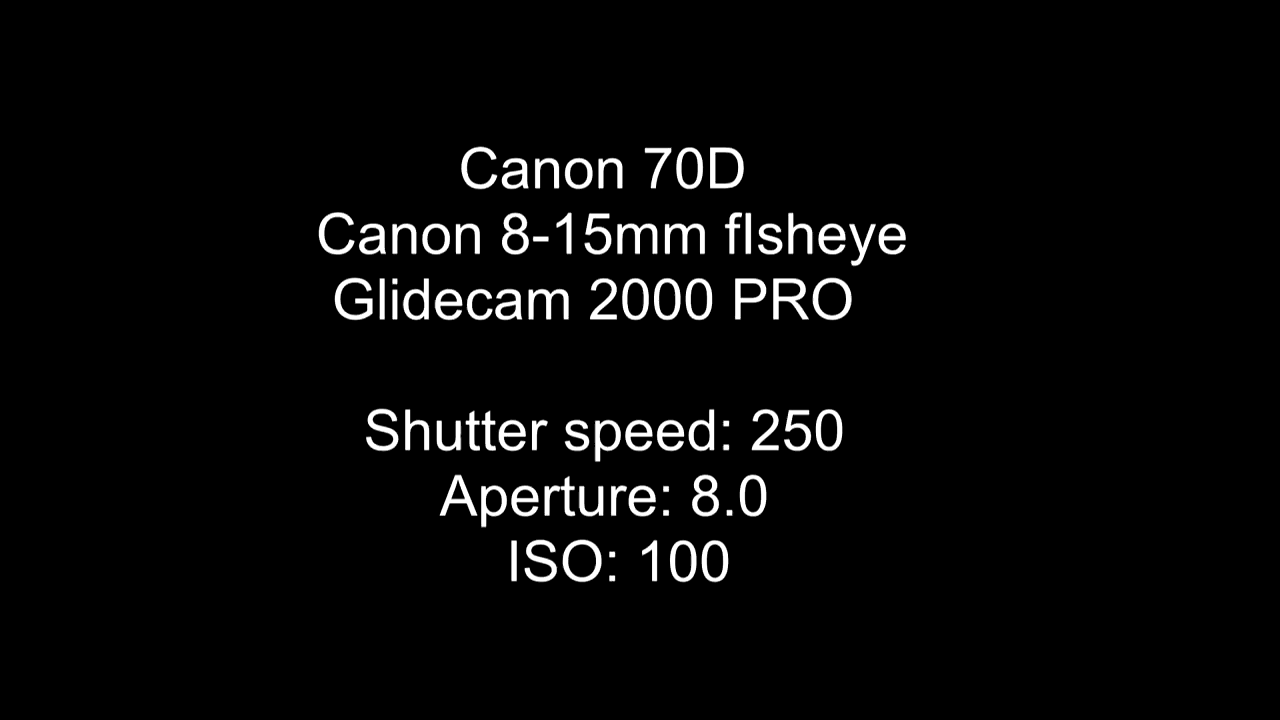 Canon 70D
Canon 8-15mm fIsheye
Glidecam 2000 PRO
Shutter speed: 250
Aperture: 8.0
ISO: 100